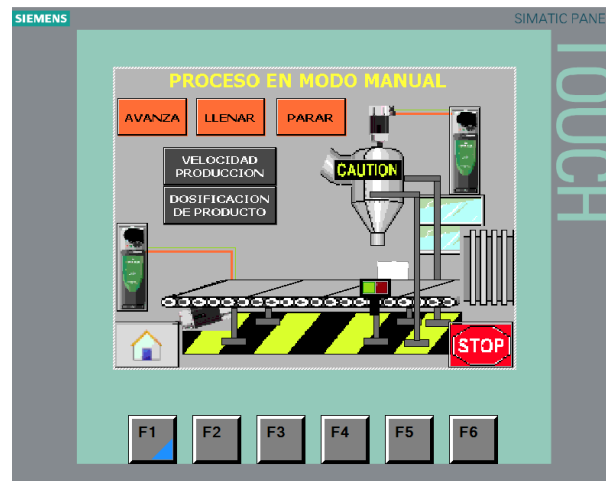 SIEMENS
SIMATIC PANE
TOUCH
PROCESO EN MODO MANUAL
AVANZA
LLENAR
PARAR
VELOCIDAD
PRODUCCION
DOSIFICACION
DE PRODUCTO
CAUTION
STOP
F1
F2
F3
F4
F5
F6